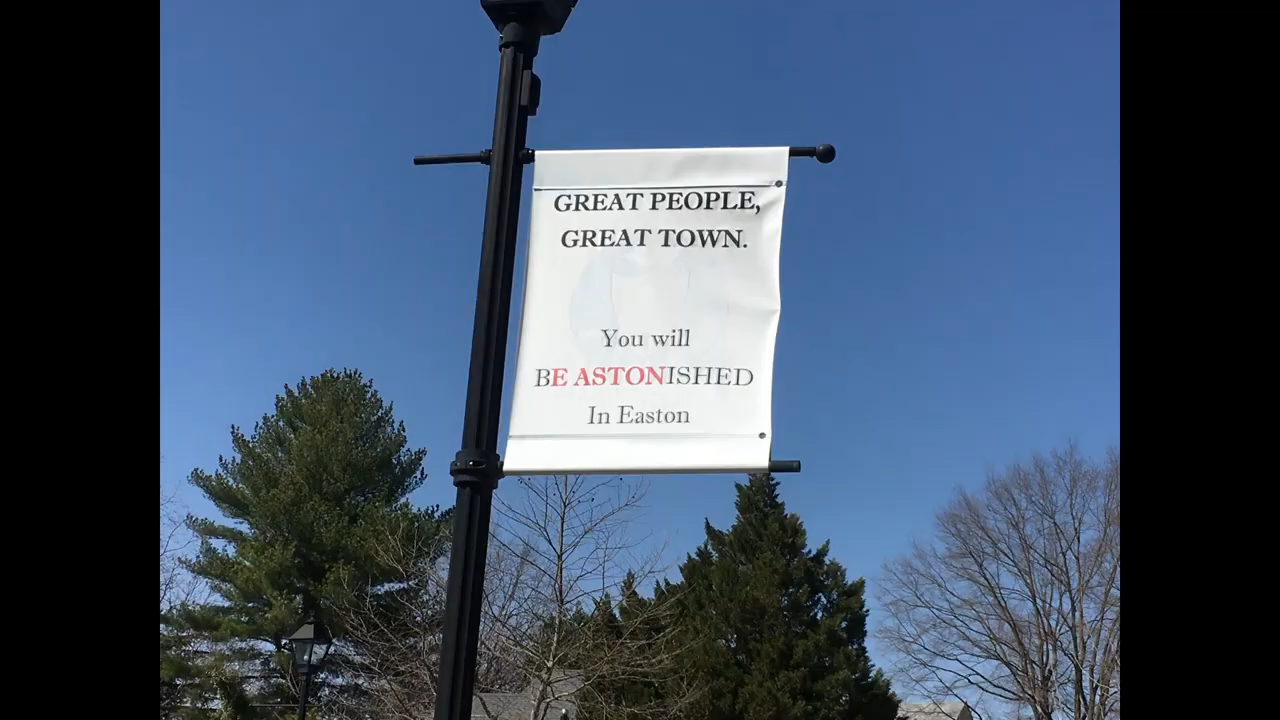 GREAT PEOPLE,
GREAT TOWN.
You will
BE ASTONISHED
In Easton